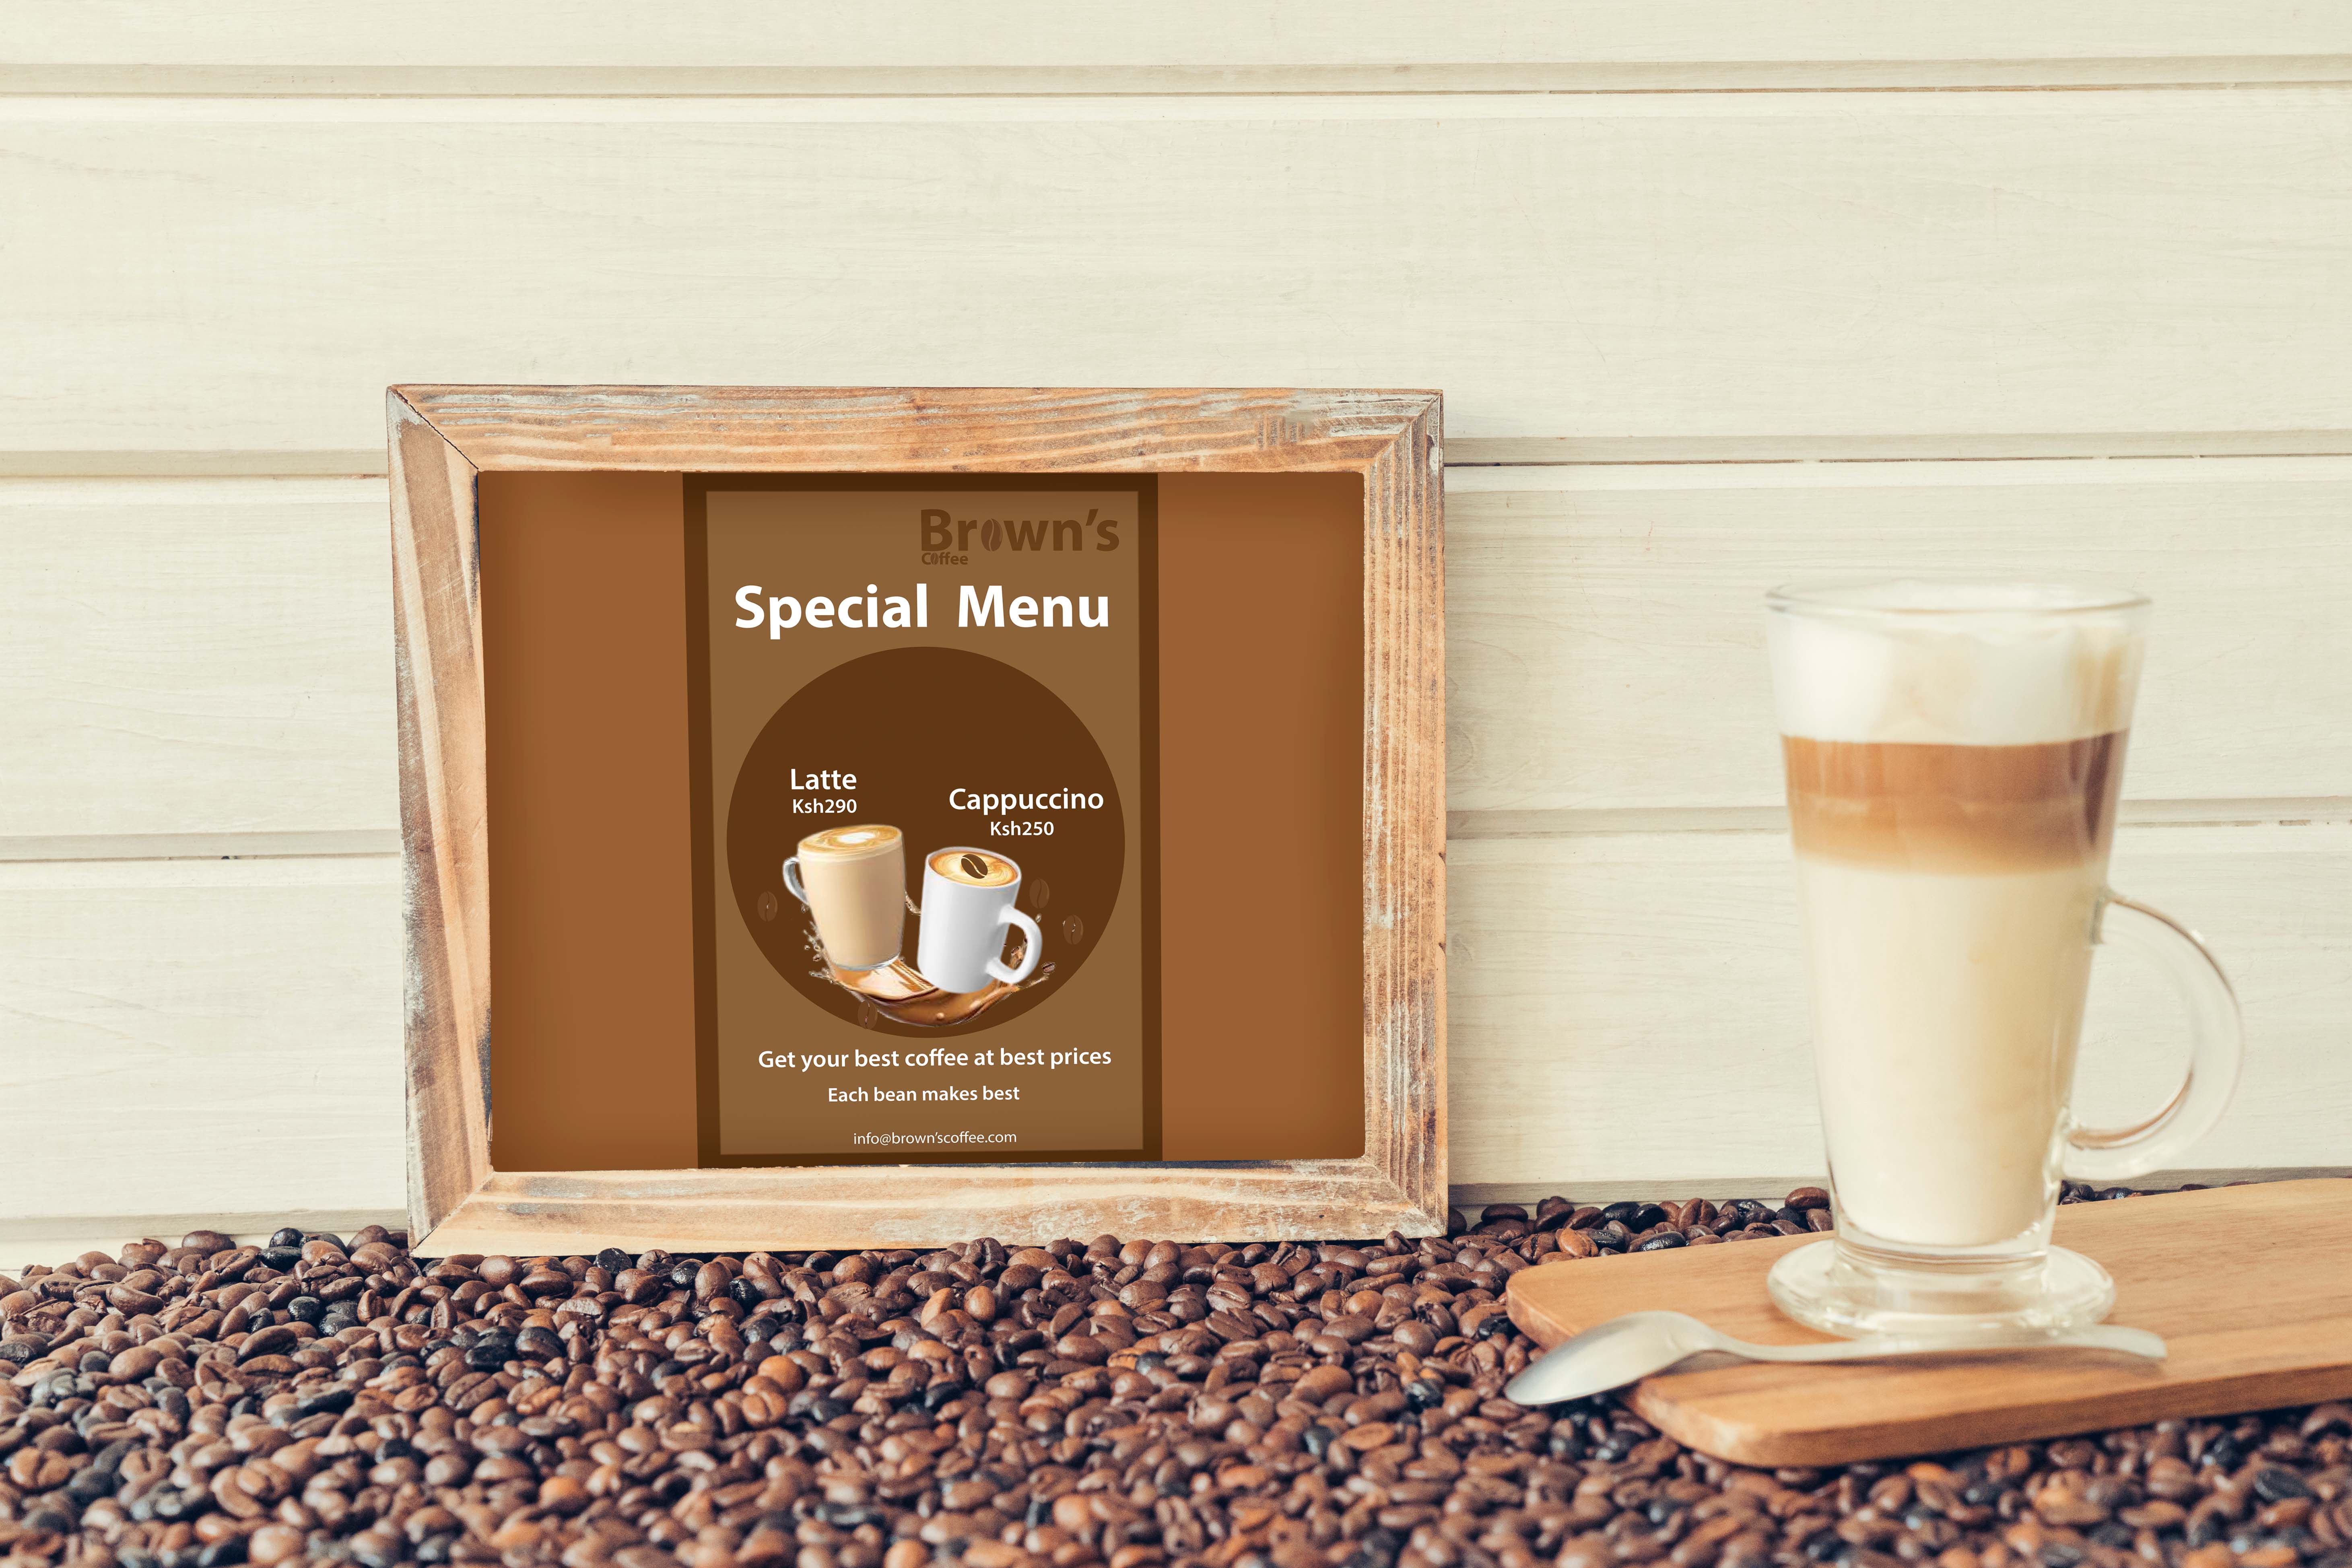 Brown's
Coffee
Special Menu
Latte
Ksh290
Cappuccino
Ksh250
Get your best coffee at best prices
Each bean makes best
info@brown'scoffee.com